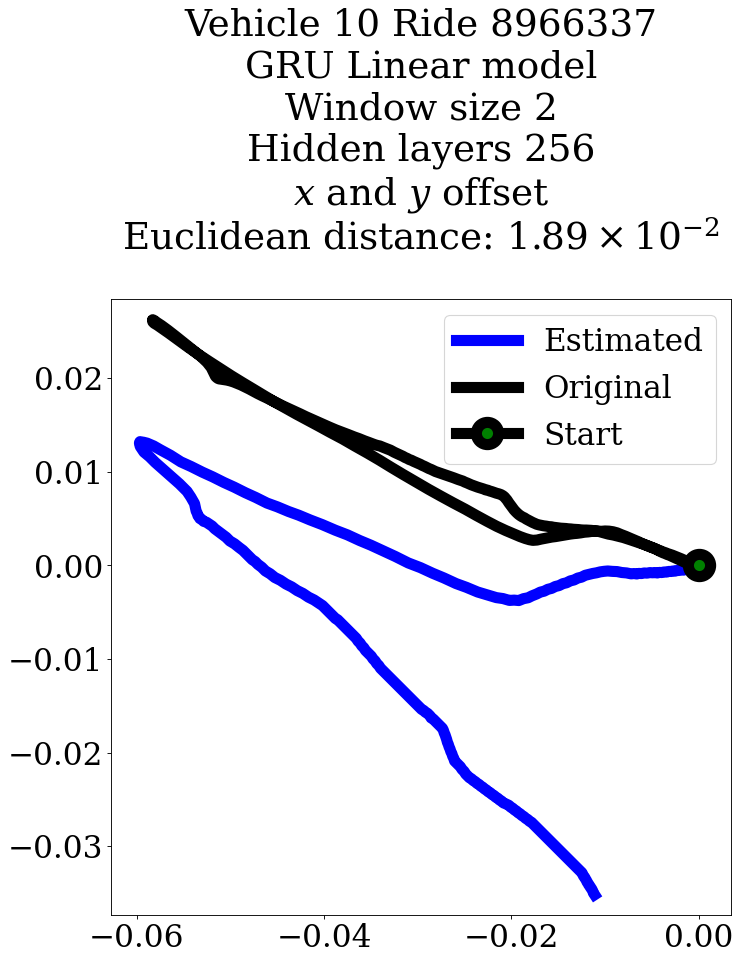 Vehicle 10 Ride 8966337
GRU Linear model
Window size 2
Hidden layers 256
x and y offset
Euclidean distance: 1.89 × 10⁻²
Estimated
Original
Start
0.02
0.01
0.00
−0.01
−0.02
−0.03
−0.06 −0.04 −0.02 0.00